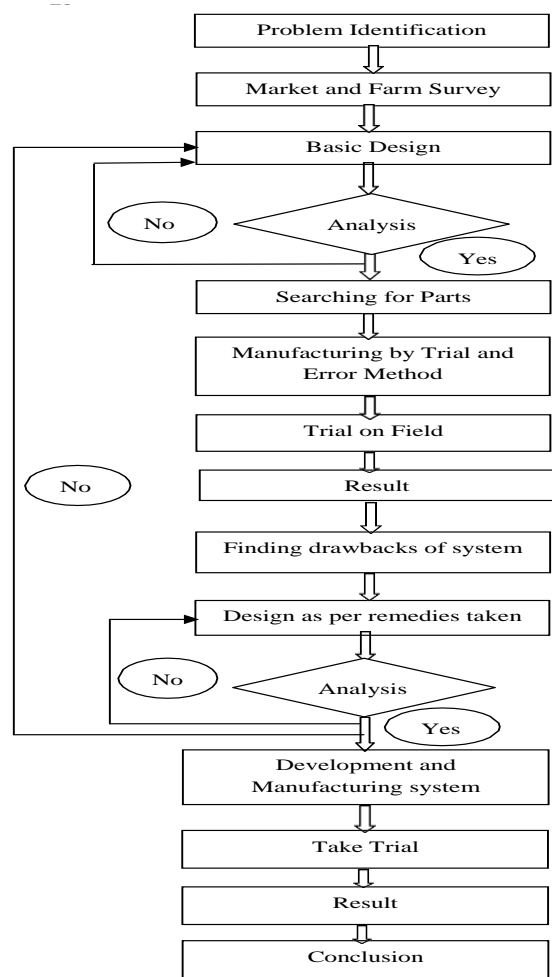 Problem Identification
Market and Farm Survey
Basic Design
No
Analysis
Yes
Searching for Parts
Manufacturing by Trial and
Error Method
Trial on Field
No
Result
Finding drawbacks of system
Design as per remedies taken
No
Analysis
Yes
Development and
Manufacturing system
Take Trial
Result
Conclusion